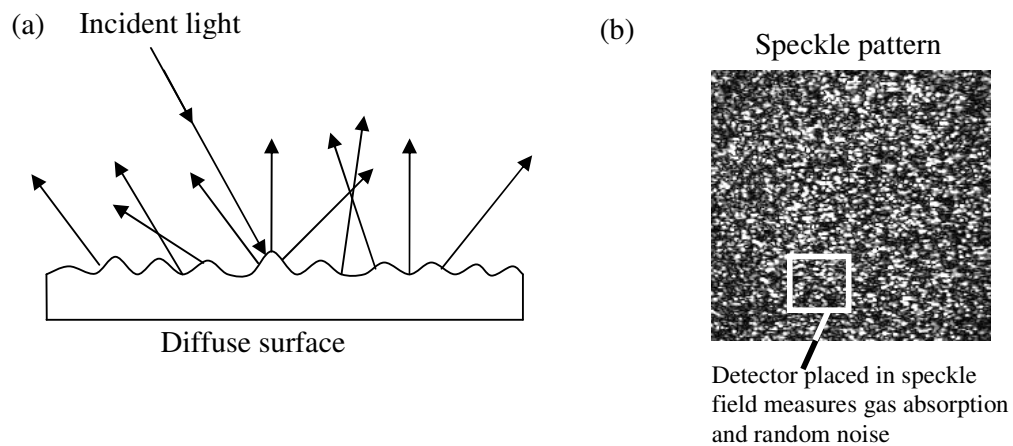 (a)
Incident light
Diffuse surface
(b)
Speckle pattern
Detector placed in speckle
field measures gas absorption
and random noise